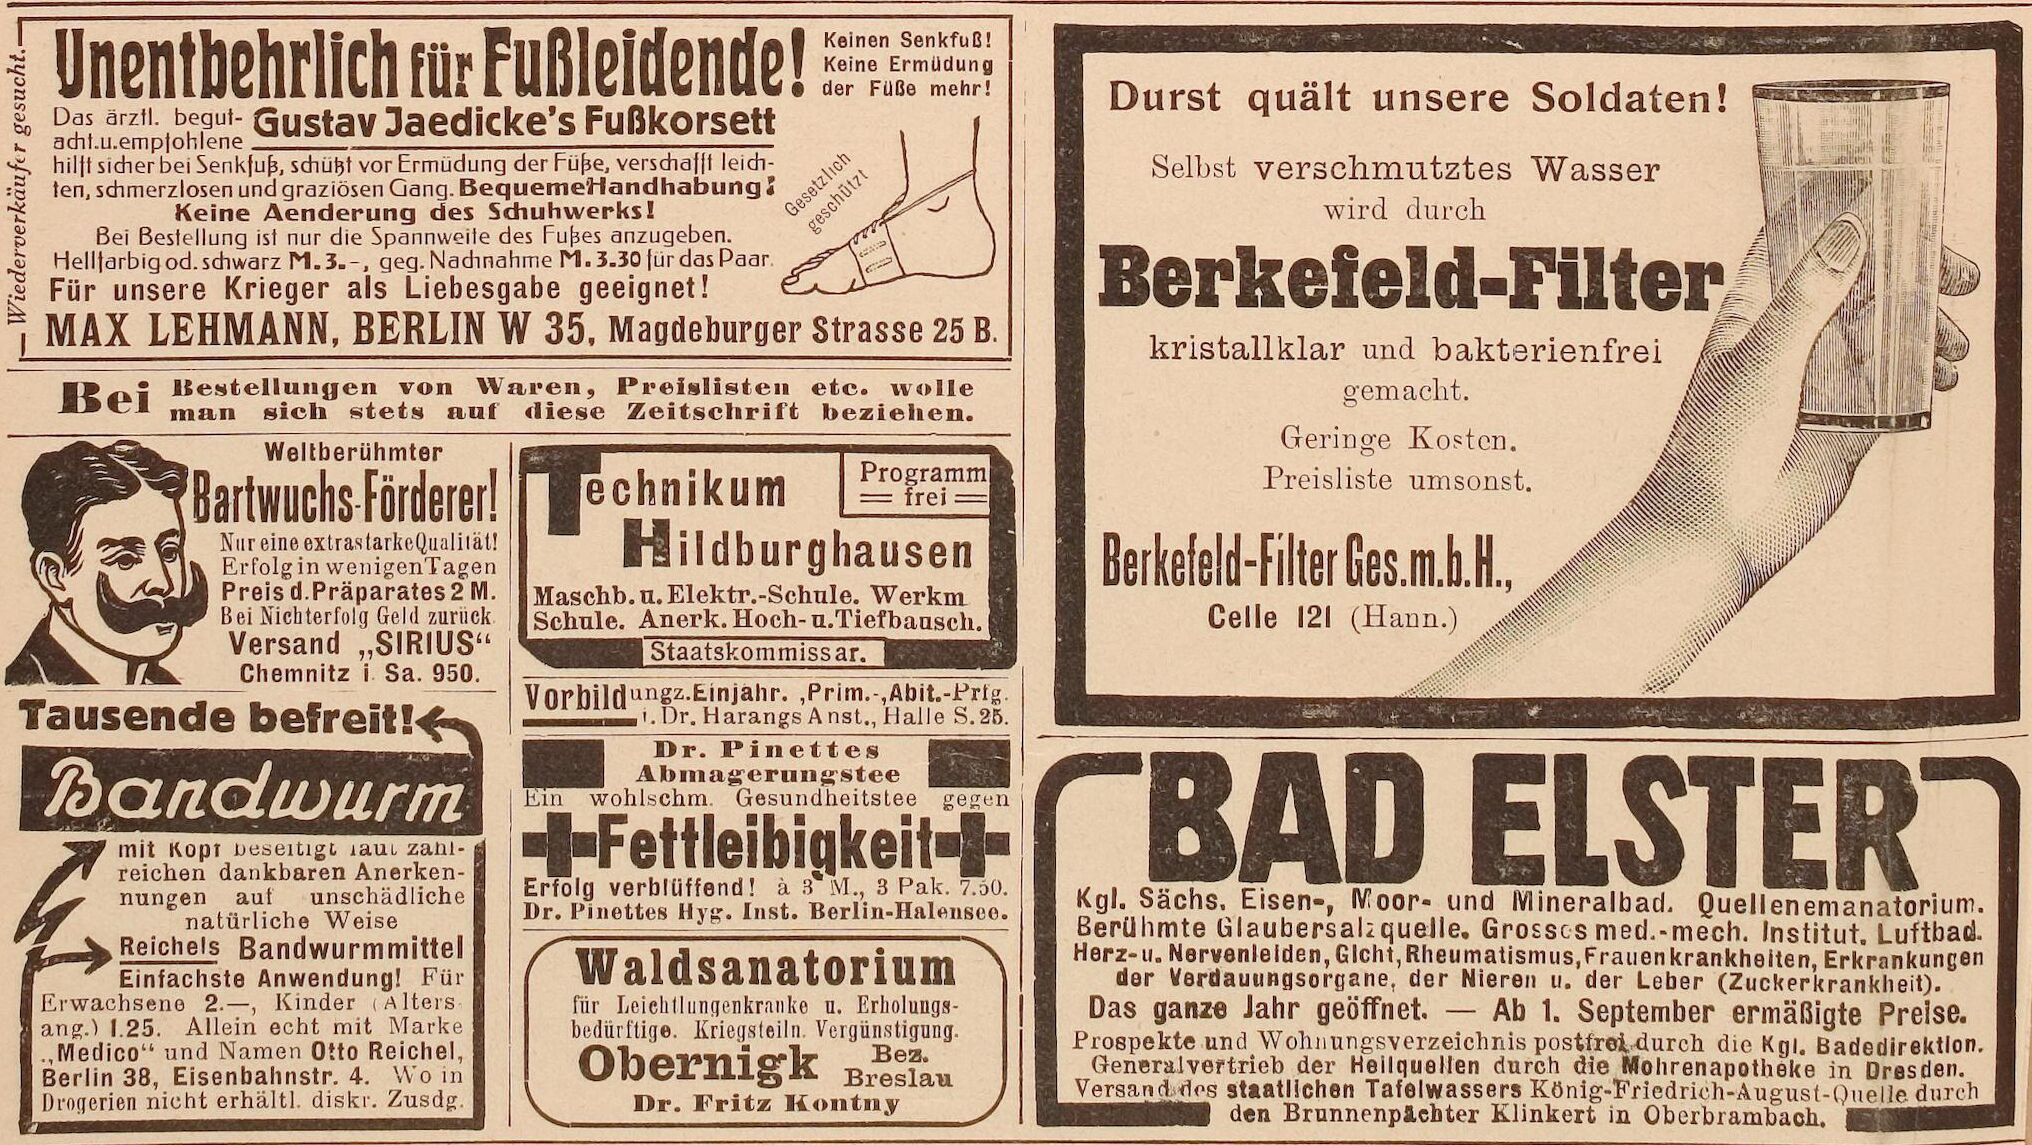 Wiederverkäufer gesucht.
Unentbehrlich für Fußleidende!
Keinen Senkfuß!
Keine Ermüdung
der Füße mehr!
Das ärztl. begut-
acht.u.empfohlene
Gustav Jaedicke's Fußkorsett
hilft sicher bei Senkfuß, schützt vor Ermüdung der Füße, verschafft leich-
ten, schmerzlosen und graziösen Gang. Bequeme Handhabung!
Keine Aenderung des Schuhwerks!
Bei Bestellung ist nur die Spannweite des Fußes anzugeben.
Hellfarbig od. schwarz M. 3.-, geg. Nachnahme M. 3.30 für das Paar.
Für unsere Krieger als Liebesgabe geeignet!
MAX LEHMANN, BERLIN W 35, Magdeburger Strasse 25 B.
Gesetzlich
geschützt
Bei Bestellungen von Waren, Preislisten etc. wolle
man sich stets auf diese Zeitschrift beziehen.
Weltberühmter
Bartwuchs-Förderer!
Nur eine extrastarke Qualität!
Erfolg in wenigen Tagen
Preis d. Präparates 2 M.
Bei Nichterfolg Geld zurück
Versand „SIRIUS“
Chemnitz i. Sa. 950.
Tausende befreit!
Bandwurm
mit Kopf beseitigt laut zahl-
reichen dankbaren Anerken-
nungen auf unschädliche
natürliche Weise
Reichels Bandwurmmittel
Einfachste Anwendung! Für
Erwachsene 2.—, Kinder (Alters-
ang.) 1.25. Allein echt mit Marke
„Medico“ und Namen Otto Reichel,
Berlin 38, Eisenbahnstr. 4. Wo in
Drogerien nicht erhältl. diskr. Zusdg.
Technikum
Programm
frei
Hildburghausen
Maschb. u. Elektr.-Schule. Werkm
Schule. Anerk. Hoch- u. Tiefbausch.
Staatskommissar.
Vorbildungz.Einjähr.,Prim.-,Abit.-Prfg.
i. Dr. Harangs Anst., Halle S. 25.
Dr. Pinettes
Abmagerungstee
Ein wohlschm. Gesundheitstee gegen
Fettleibigkeit
Erfolg verblüffend! à 3 M., 3 Pak. 7.50.
Dr. Pinettes Hyg. Inst. Berlin-Halensee.
Waldsanatorium
für Leichtlungenkranke u. Erholungs-
bedürftige. Kriegsteiln. Vergünstigung.
Obernigk Bez.
Breslau
Dr. Fritz Kontny
Durst quält unsere Soldaten!
Selbst verschmutztes Wasser
wird durch
Berkefeld-Filter
kristallklar und bakterienfrei
gemacht.
Geringe Kosten.
Preisliste umsonst.
Berkefeld-Filter Ges.m.b.H.,
Celle 121 (Hann.)
BAD ELSTER
Kgl. Sächs. Eisen-, Moor- und Mineralbad. Quellenemanatorium.
Berühmte Glaubersalzquelle. Grosses med.-mech. Institut. Luftbad.
Herz- u. Nervenleiden, Gicht, Rheumatismus, Frauenkrankheiten, Erkrankungen
der Verdauungsorgane, der Nieren u. der Leber (Zuckerkrankheit).
Das ganze Jahr geöffnet. — Ab 1. September ermäßigte Preise.
Prospekte und Wohnungsverzeichnis postfrei durch die Kgl. Badedirektion.
Generalvertrieb der Heilquellen durch die Mohrenapotheke in Dresden.
Versand des staatlichen Tafelwassers König-Friedrich-August-Quelle durch
den Brunnenpächter Klinkert in Oberbrambach.